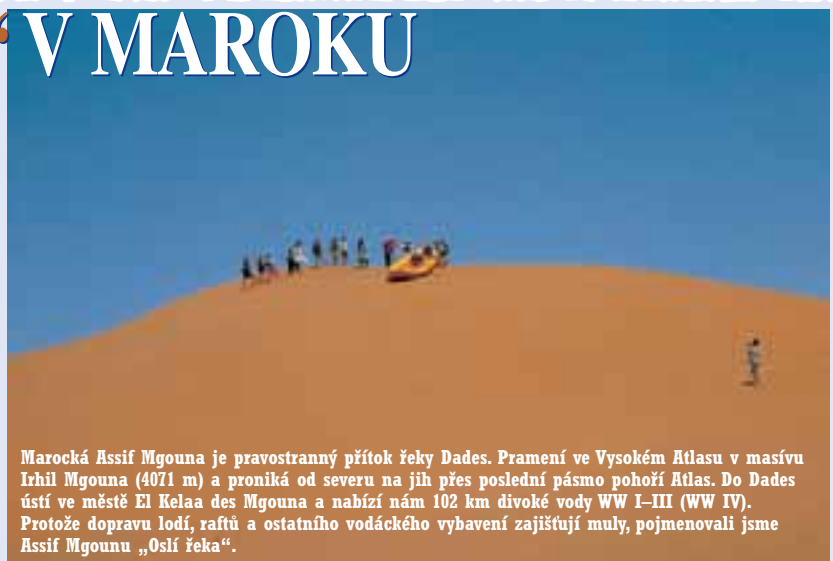 V MAROKU
Marocká Assif Mgouna je pravostranný přítok řeky Dades. Pramení ve Vysokém Atlasu v masívu
Irhil Mgouna (4071 m) a proniká od severu na jih přes poslední pásmo pohoří Atlas. Do Dades
ústí ve městě El Kelaa des Mgouna a nabízí nám 102 km divoké vody WW I–III (WW IV).
Protože dopravu lodí, raftů a ostatního vodáckého vybavení zajišťují muly, pojmenovali jsme
Assif Mgounu „Oslí řeka“.